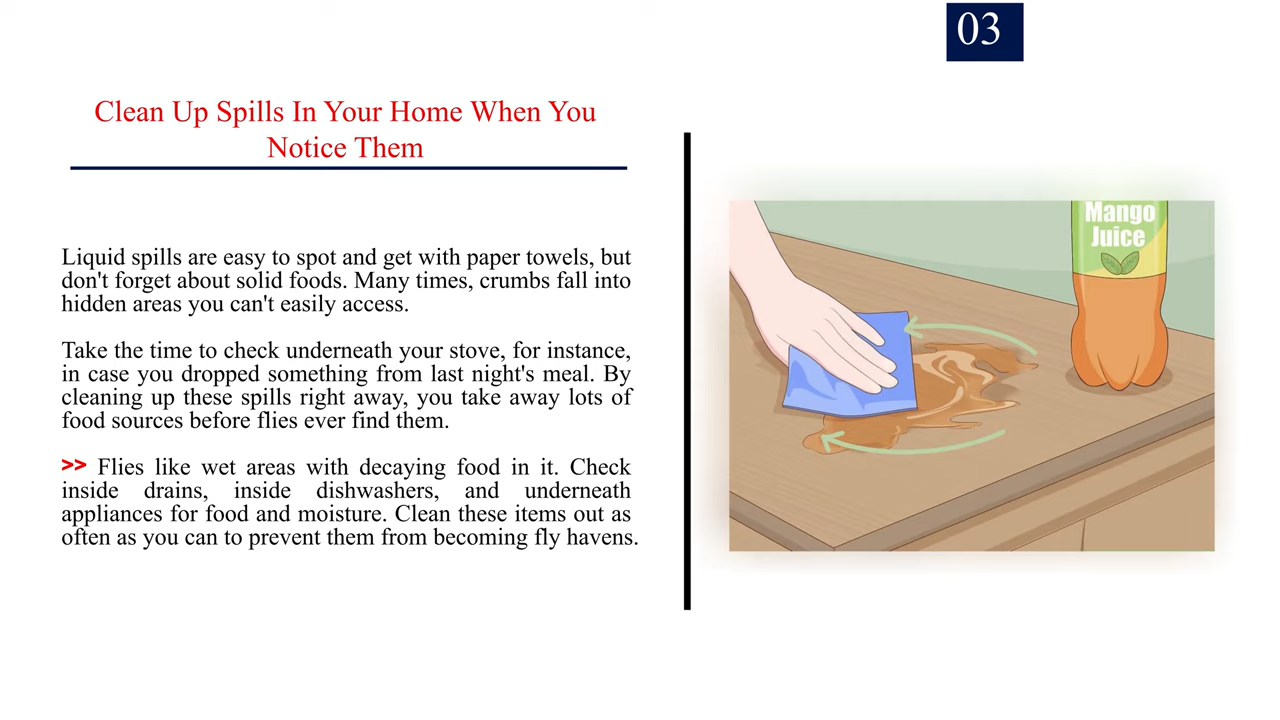 03
Clean Up Spills In Your Home When You
Notice Them
Liquid spills are easy to spot and get with paper towels, but
don't forget about solid foods. Many times, crumbs fall into
hidden areas you can't easily access.
Take the time to check underneath your stove, for instance,
in case you dropped something from last night's meal. By
cleaning up these spills right away, you take away lots of
food sources before flies ever find them.
>> Flies like wet areas with decaying food in it. Check
inside drains, inside dishwashers, and underneath
appliances for food and moisture. Clean these items out as
often as you can to prevent them from becoming fly havens.
Mango
Juice